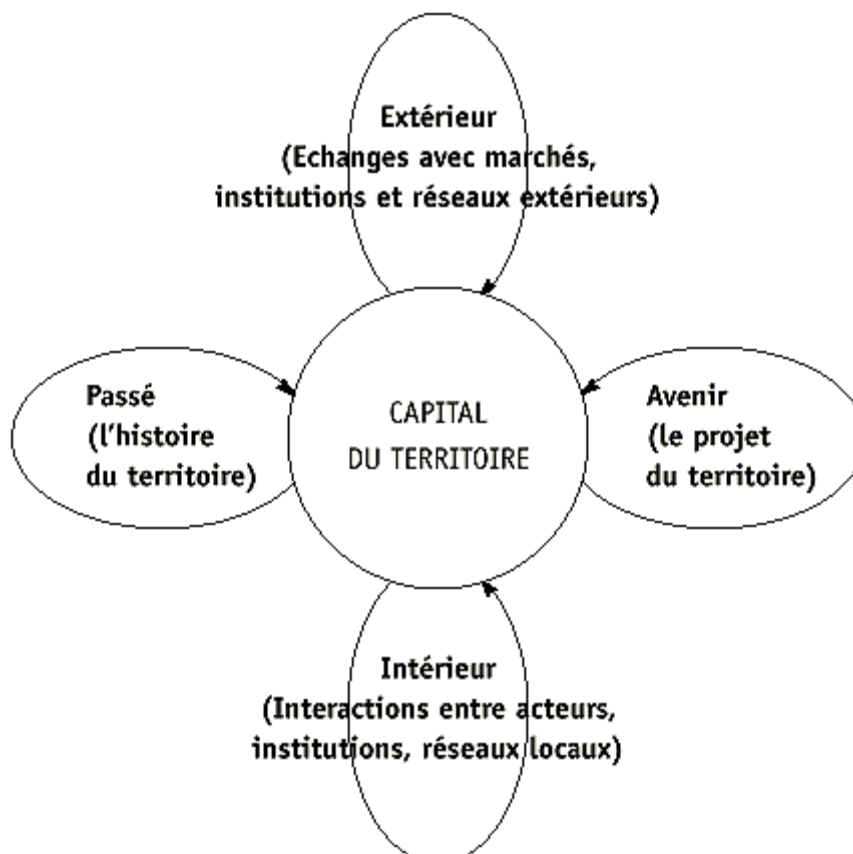 Extérieur
(Echanges avec marchés,
institutions et réseaux extérieurs)
Passé
(l'histoire
du territoire)
CAPITAL
DU TERRITOIRE
Avenir
(le projet
du territoire)
Intérieur
(Interactions entre acteurs,
institutions, réseaux locaux)